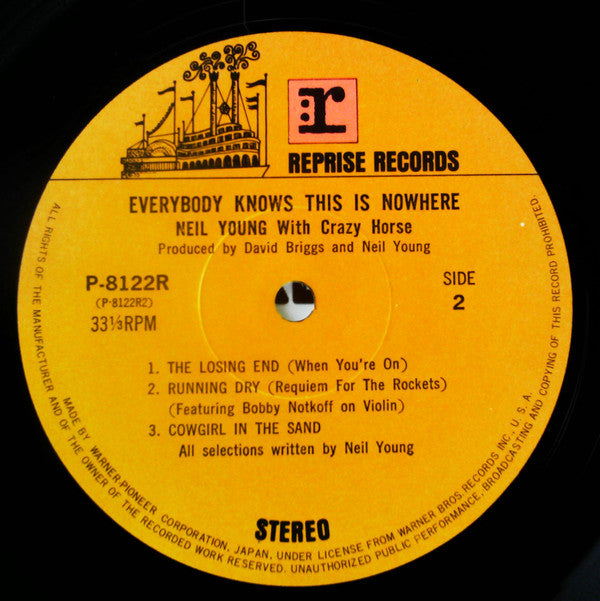 r
REPRISE RECORDS
EVERYBODY KNOWS THIS IS NOWHERE
NEIL YOUNG With Crazy Horse
Produced by David Briggs and Neil Young
P-8122R
(P-8122R2)
33⅓RPM
SIDE
2
1. THE LOSING END (When You're On)
2. RUNNING DRY (Requiem For The Rockets)
(Featuring Bobby Notkoff on Violin)
3. COWGIRL IN THE SAND
All selections written by Neil Young
STEREO
MADE BY WARNER-PIONEER CORPORATION, JAPAN, UNDER LICENSE FROM WARNER BROS. RECORDS INC., U.S.A.
ALL RIGHTS OF THE MANUFACTURER AND OF THE OWNER OF THE RECORDED WORK RESERVED. UNAUTHORIZED PUBLIC PERFORMANCE, BROADCASTING AND COPYING OF THIS RECORD PROHIBITED.